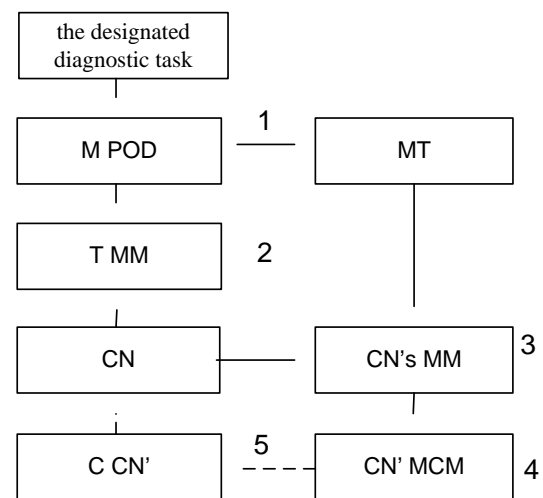 the designated
diagnostic task
1
M POD
MT
T MM
2
CN
CN's MM
3
C CN'
5
CN' MCM
4